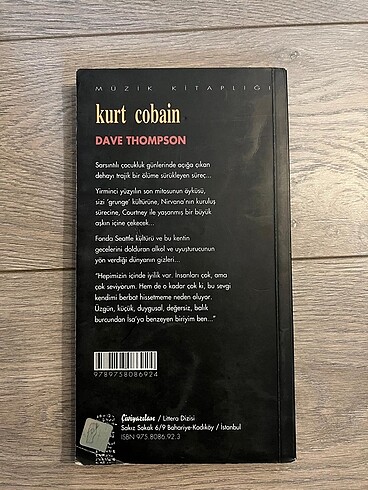 MÜZİK KİTAPLIĞI
kurt cobain
DAVE THOMPSON
Sarsıntılı çocukluk günlerinde açığa çıkan
dehayı trajik bir ölüme sürükleyen süreç...
Yirminci yüzyılın son mitosunun öyküsü,
sizi 'grunge' kültürüne, Nirvana'nın kuruluş
sürecine, Courtney ile yaşanmış bir büyük
aşkın içine çekecek...
Fonda Seattle kültürü ve bu kentin
gecelerini dolduran alkol ve uyuşturucunun
yön verdiği dünyanın gizleri...
"Hepimizin içinde iyilik var. İnsanları çok, ama
çok seviyorum. Hem de o kadar çok ki, bu sevgi
kendimi berbat hissetmeme neden oluyor.
Üzgün, küçük, duygusal, değersiz, balık
burcundan İsa'ya benzeyen biriyim ben..."
9789758086924
Çiviyazıları / Littera Dizisi
Sakız Sokak 6/9 Bahariye-Kadıköy / İstanbul
ISBN 975.8086.92.3